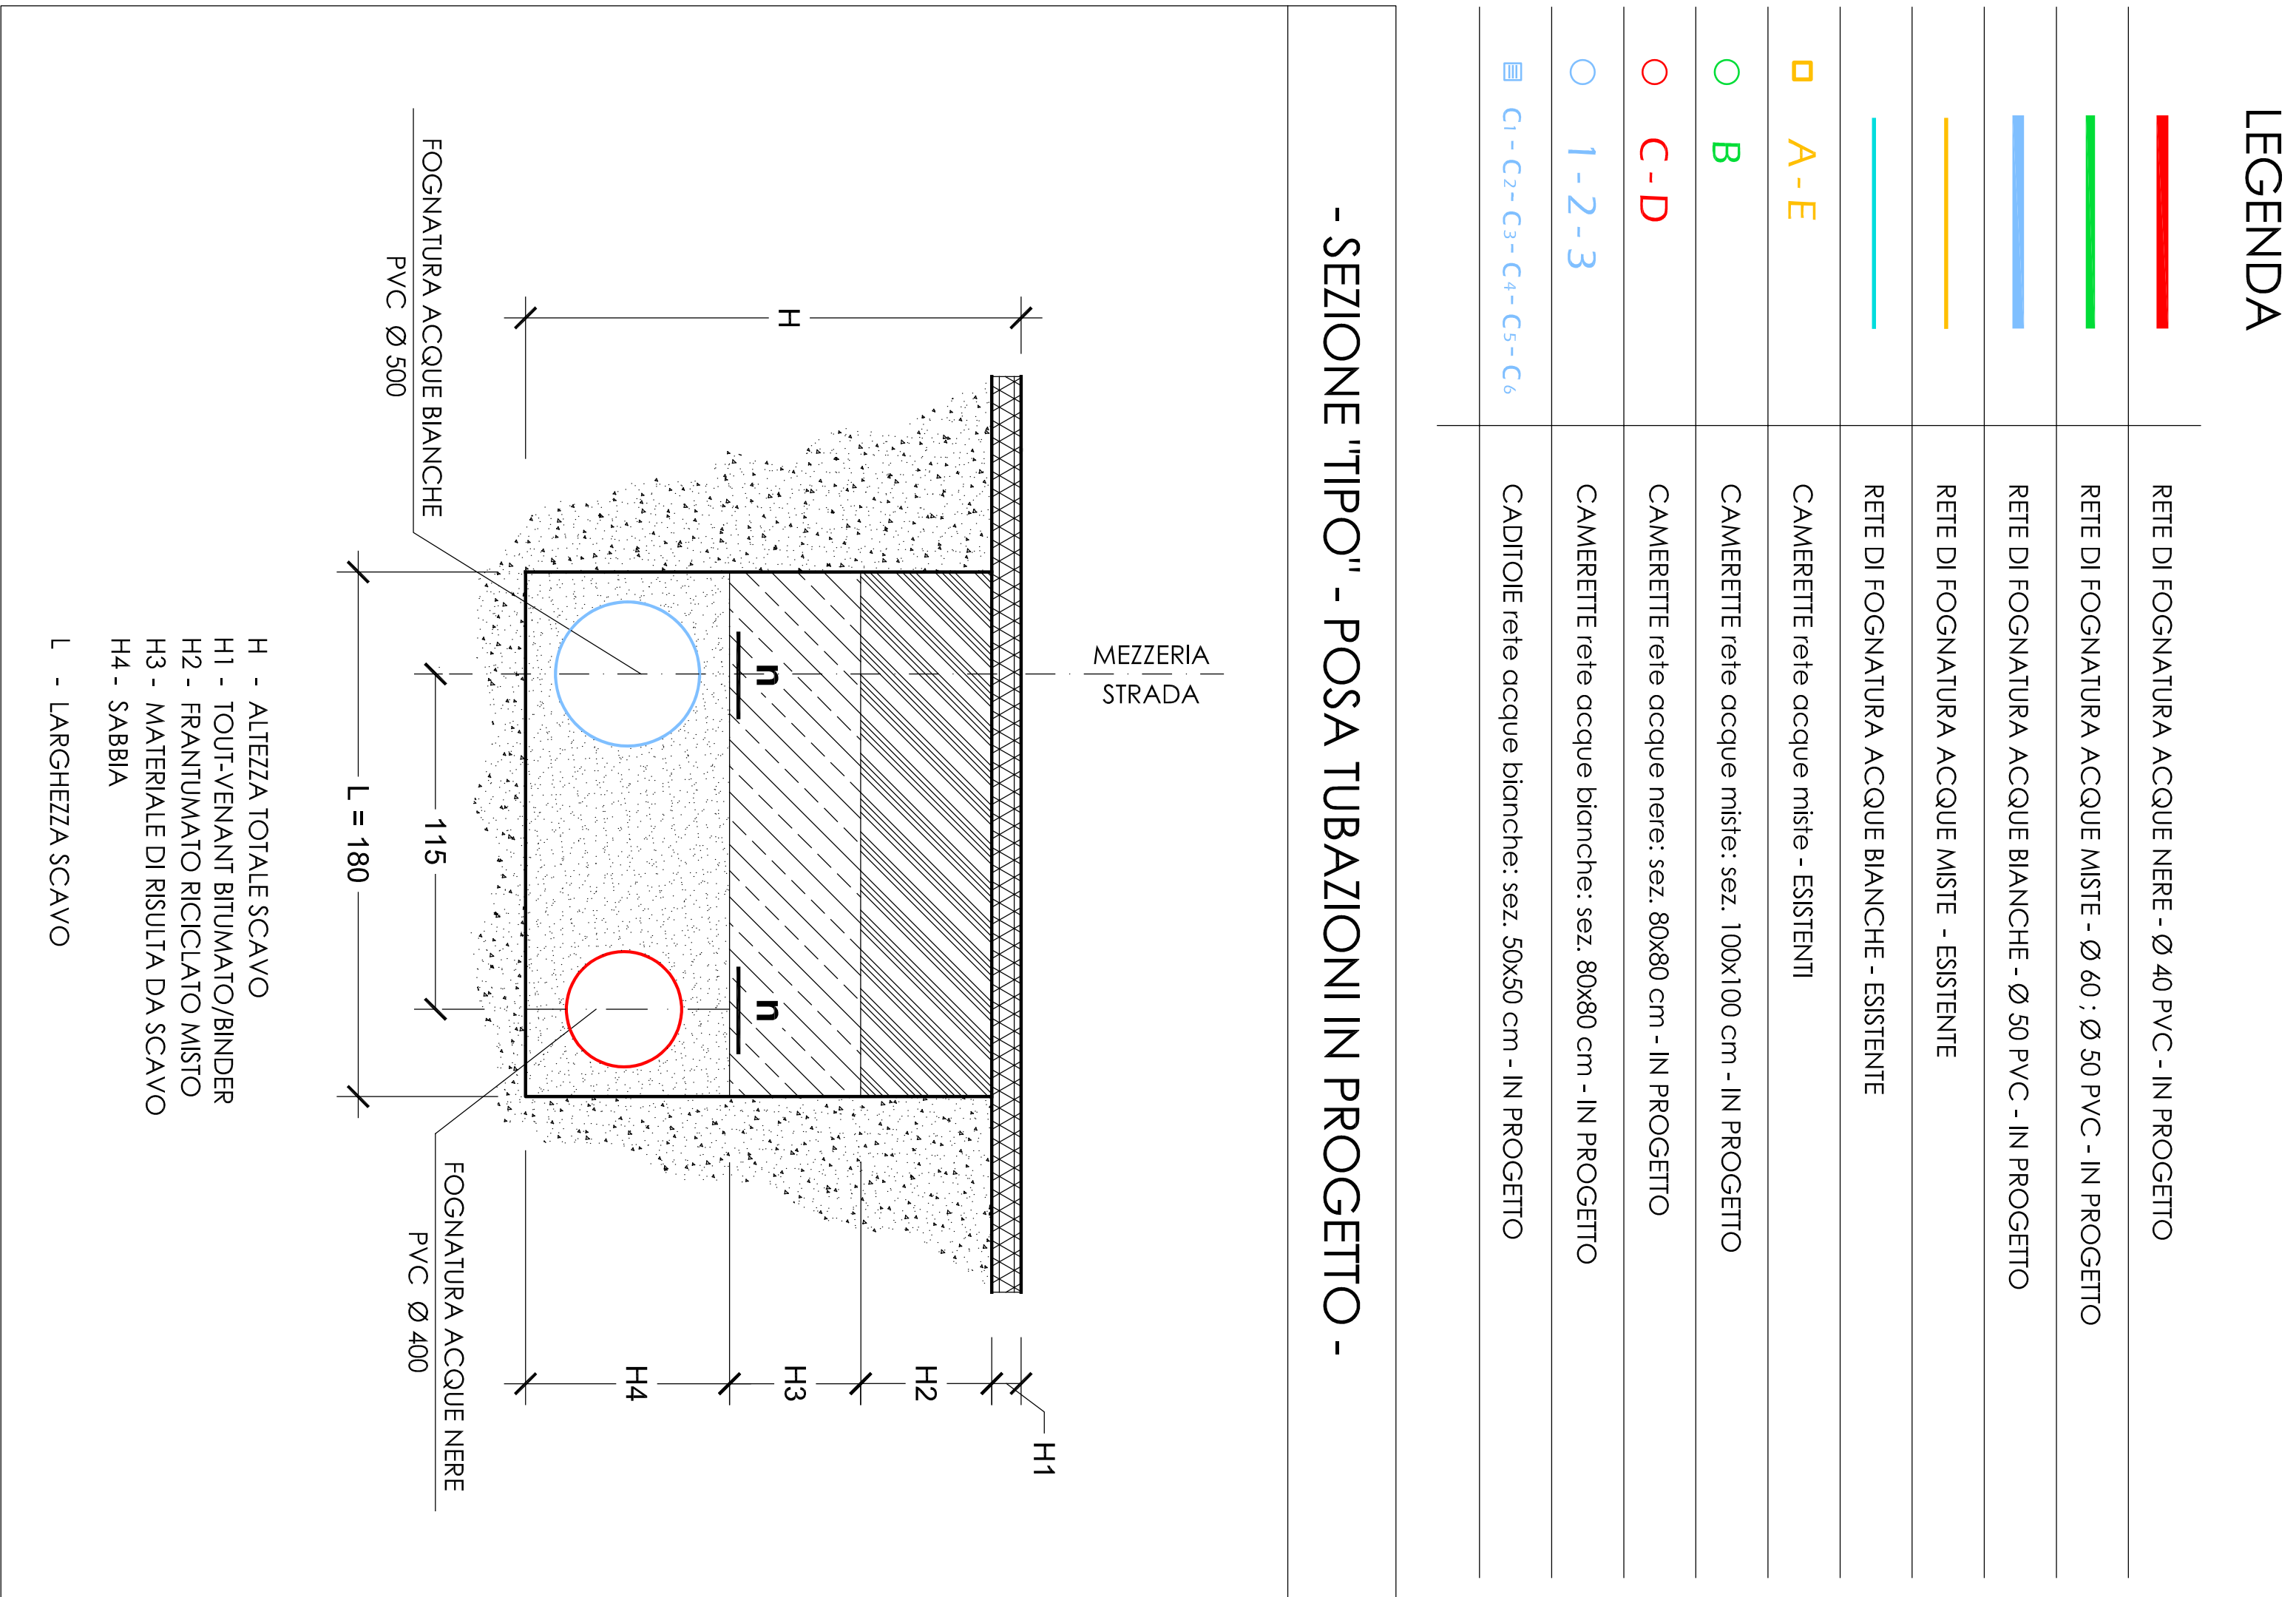 LEGENDA
RETE DI FOGNATURA ACQUE NERE - Ø 40 PVC - IN PROGETTO
RETE DI FOGNATURA ACQUE MISTE - Ø 60 ; Ø 50 PVC - IN PROGETTO
RETE DI FOGNATURA ACQUE BIANCHE - Ø 50 PVC - IN PROGETTO
RETE DI FOGNATURA ACQUE MISTE - ESISTENTE
RETE DI FOGNATURA ACQUE BIANCHE - ESISTENTE
A - E CAMERETTE rete acque miste - ESISTENTI
B CAMERETTE rete acque miste: sez. 100x100 cm - IN PROGETTO
C - D CAMERETTE rete acque nere: sez. 80x80 cm - IN PROGETTO
1 - 2 - 3 CAMERETTE rete acque bianche: sez. 80x80 cm - IN PROGETTO
C1 - C2 - C3 - C4 - C5 - C6 CADITOIE rete acque bianche: sez. 50x50 cm - IN PROGETTO
- SEZIONE "TIPO" - POSA TUBAZIONI IN PROGETTO -
MEZZERIA
STRADA
H1
H
H2
n
n
H3
H4
FOGNATURA ACQUE BIANCHE
PVC Ø 500
FOGNATURA ACQUE NERE
PVC Ø 400
115
L = 180
H - ALTEZZA TOTALE SCAVO
H1 - TOUT-VENANT BITUMATO/BINDER
H2 - FRANTUMATO RICICLATO MISTO
H3 - MATERIALE DI RISULTA DA SCAVO
H4 - SABBIA
L - LARGHEZZA SCAVO